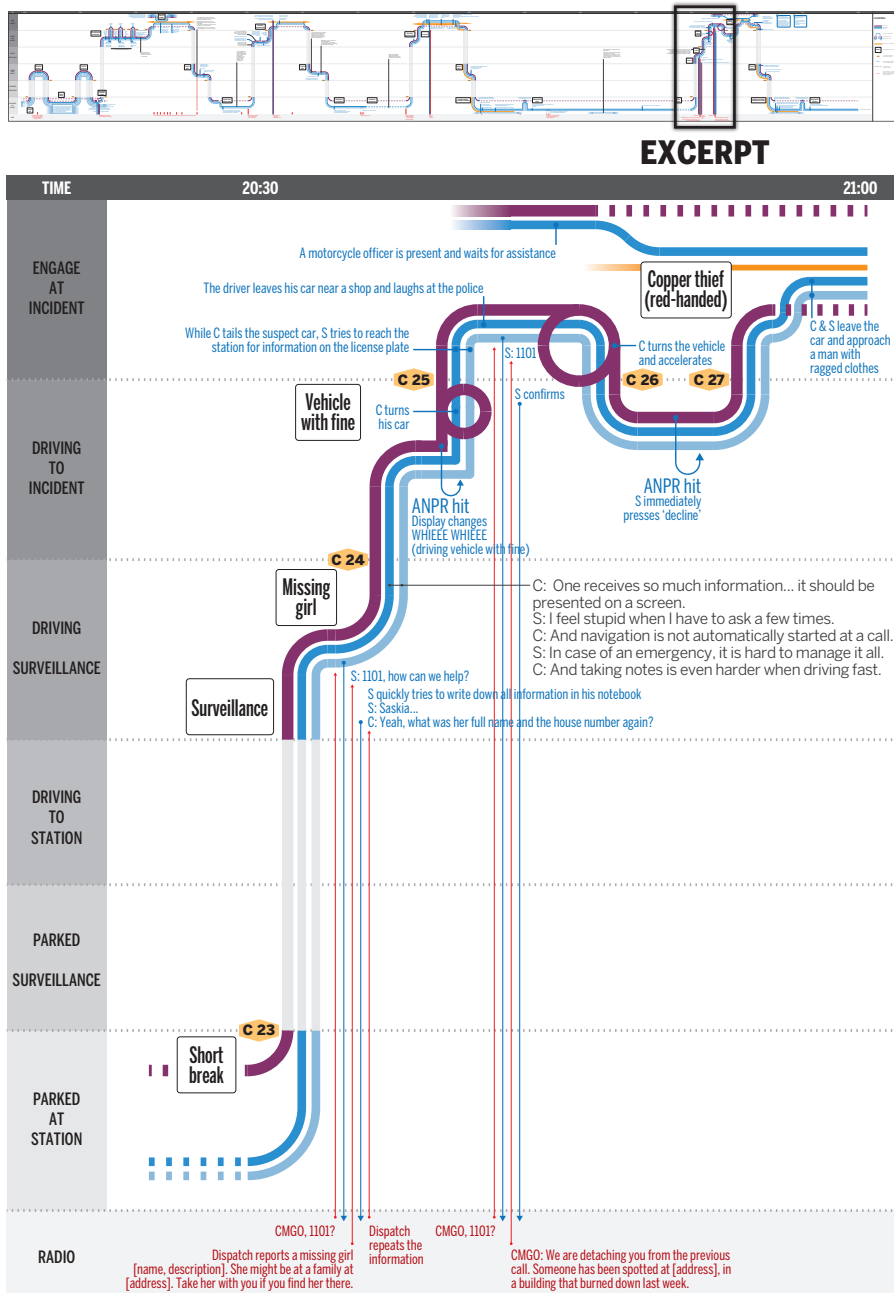 EXCERPT
TIME
20:30
21:00
ENGAGE
AT
INCIDENT
A motorcycle officer is present and waits for assistance
Copper thief
(red-handed)
The driver leaves his car near a shop and laughs at the police
While C tails the suspect car, S tries to reach the
station for information on the license plate
S: 1101
C turns the vehicle
and accelerates
C & S leave the
car and approach
a man with
ragged clothes
C 25
C 26
C 27
DRIVING
TO
INCIDENT
Vehicle
with fine
C turns
his car
S confirms
ANPR hit
Display changes
WHIEEE WHIEEE
(driving vehicle with fine)
ANPR hit
S immediately
presses ‘decline’
C 24
DRIVING
SURVEILLANCE
Missing
girl
C: One receives so much information... it should be
presented on a screen.
S: I feel stupid when I have to ask a few times.
C: And navigation is not automatically started at a call.
S: In case of an emergency, it is hard to manage it all.
C: And taking notes is even harder when driving fast.
Surveillance
S: 1101, how can we help?
S quickly tries to write down all information in his notebook
S: Saskia...
C: Yeah, what was her full name and the house number again?
DRIVING
TO
STATION
PARKED
SURVEILLANCE
C 23
Short
break
PARKED
AT
STATION
RADIO
CMGO, 1101?
Dispatch reports a missing girl
[name, description]. She might be at a family at
[address]. Take her with you if you find her there.
Dispatch
repeats the
information
CMGO, 1101?
CMGO: We are detaching you from the previous
call. Someone has been spotted at [address], in
a building that burned down last week.